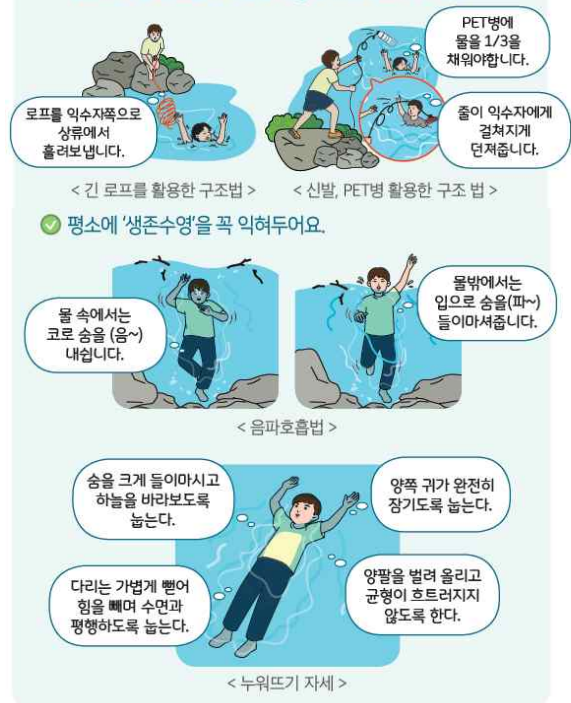 로프를 익수자쪽으로
상류에서
흘려보냅니다.
PET병에
물을 1/3을
채워야합니다.
줄이 익수자에게
걸쳐지게
던져줍니다.
< 긴 로프를 활용한 구조법 >
< 신발, PET병 활용한 구조 법 >
평소에 ‘생존수영’을 꼭 익혀두어요.
물 속에서는
코로 숨을 (음~)
내쉽니다.
물밖에서는
입으로 숨을(파~)
들이마셔줍니다.
< 음파호흡법 >
숨을 크게 들이마시고
하늘을 바라보도록
눕는다.
양쪽 귀가 완전히
잠기도록 눕는다.
다리는 가볍게 뻗어
힘을 빼며 수면과
평행하도록 눕는다.
양팔을 벌려 올리고
균형이 흐트러지지
않도록 한다.
< 누워뜨기 자세 >